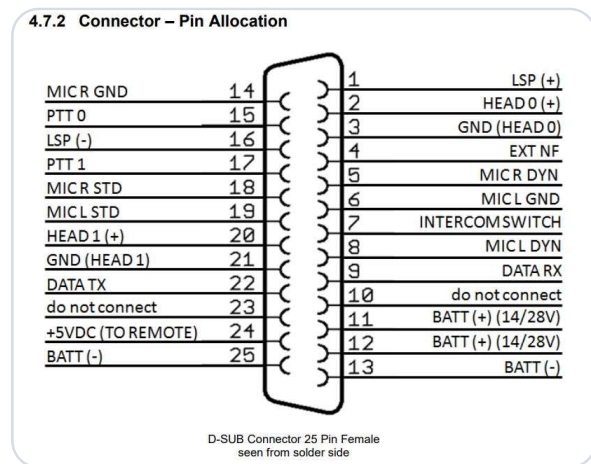 4.7.2 Connector – Pin Allocation
MIC R GND 14
PTT 0 15
LSP (-) 16
PTT 1 17
MIC R STD 18
MIC L STD 19
HEAD 1 (+) 20
GND (HEAD 1) 21
DATA TX 22
do not connect 23
+5VDC (TO REMOTE) 24
BATT (-) 25
1 LSP (+)
2 HEAD 0 (+)
3 GND (HEAD 0)
4 EXT NF
5 MIC R DYN
6 MIC L GND
7 INTERCOM SWITCH
8 MIC L DYN
9 DATA RX
10 do not connect
11 BATT (+) (14/28V)
12 BATT (+) (14/28V)
13 BATT (-)
D-SUB Connector 25 Pin Female
seen from solder side